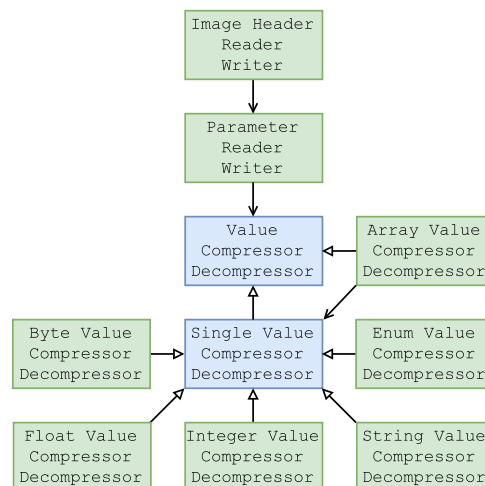 Image Header
Reader
Writer
Parameter
Reader
Writer
Value
Compressor
Decompressor
Array Value
Compressor
Decompressor
Byte Value
Compressor
Decompressor
Single Value
Compressor
Decompressor
Enum Value
Compressor
Decompressor
Float Value
Compressor
Decompressor
Integer Value
Compressor
Decompressor
String Value
Compressor
Decompressor